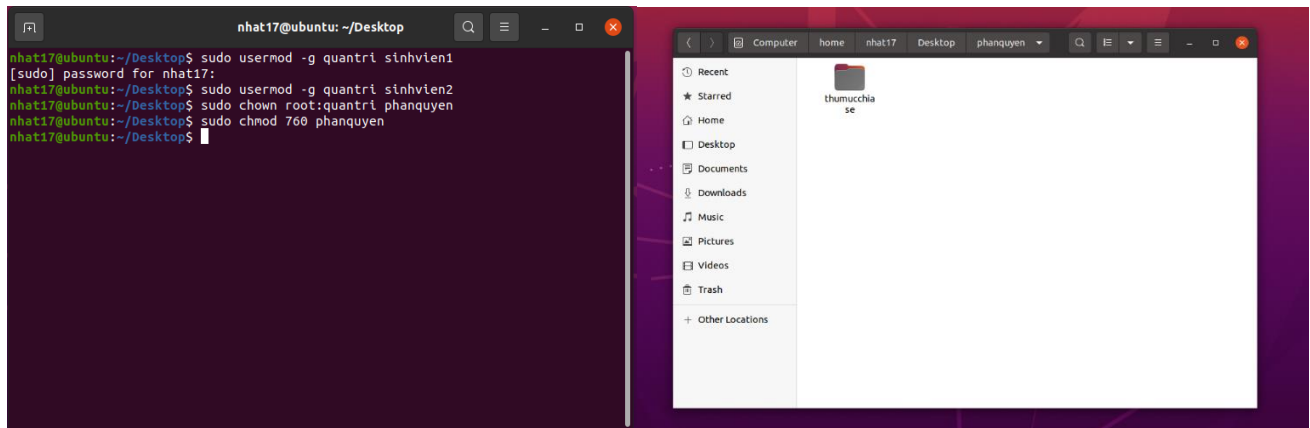 nhat17@ubuntu: ~/Desktop
nhat17@ubuntu:~/Desktop$ sudo usermod -g quantri sinhvien1
[sudo] password for nhat17:
nhat17@ubuntu:~/Desktop$ sudo usermod -g quantri sinhvien2
nhat17@ubuntu:~/Desktop$ sudo chown root:quantri phanquyen
nhat17@ubuntu:~/Desktop$ sudo chmod 760 phanquyen
nhat17@ubuntu:~/Desktop$
Computer home nhat17 Desktop phanquyen
Recent
Starred
Home
Desktop
Documents
Downloads
Music
Pictures
Videos
Trash
+ Other Locations
thumucchia
se